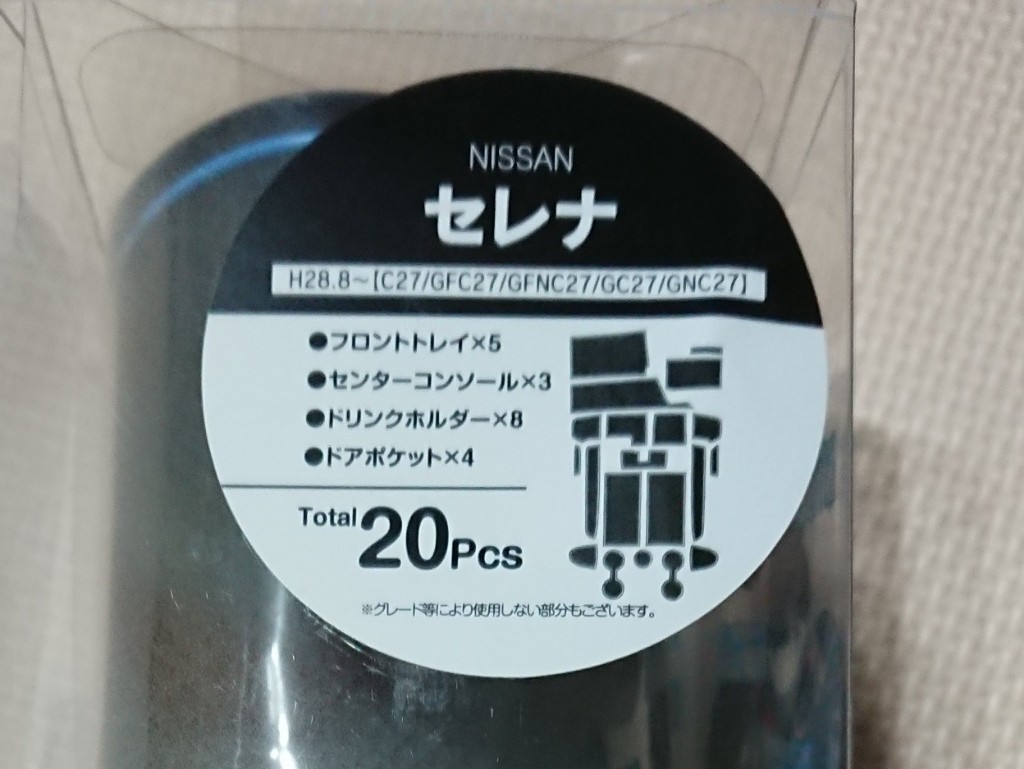 NISSAN
セレナ
H28.8～【C27/GFC27/GFNC27/GC27/GNC27】
●フロントトレイ×5
●センターコンソール×3
●ドリンクホルダー×8
●ドアポケット×4
Total 20Pcs
※グレード等により使用しない部分もございます。